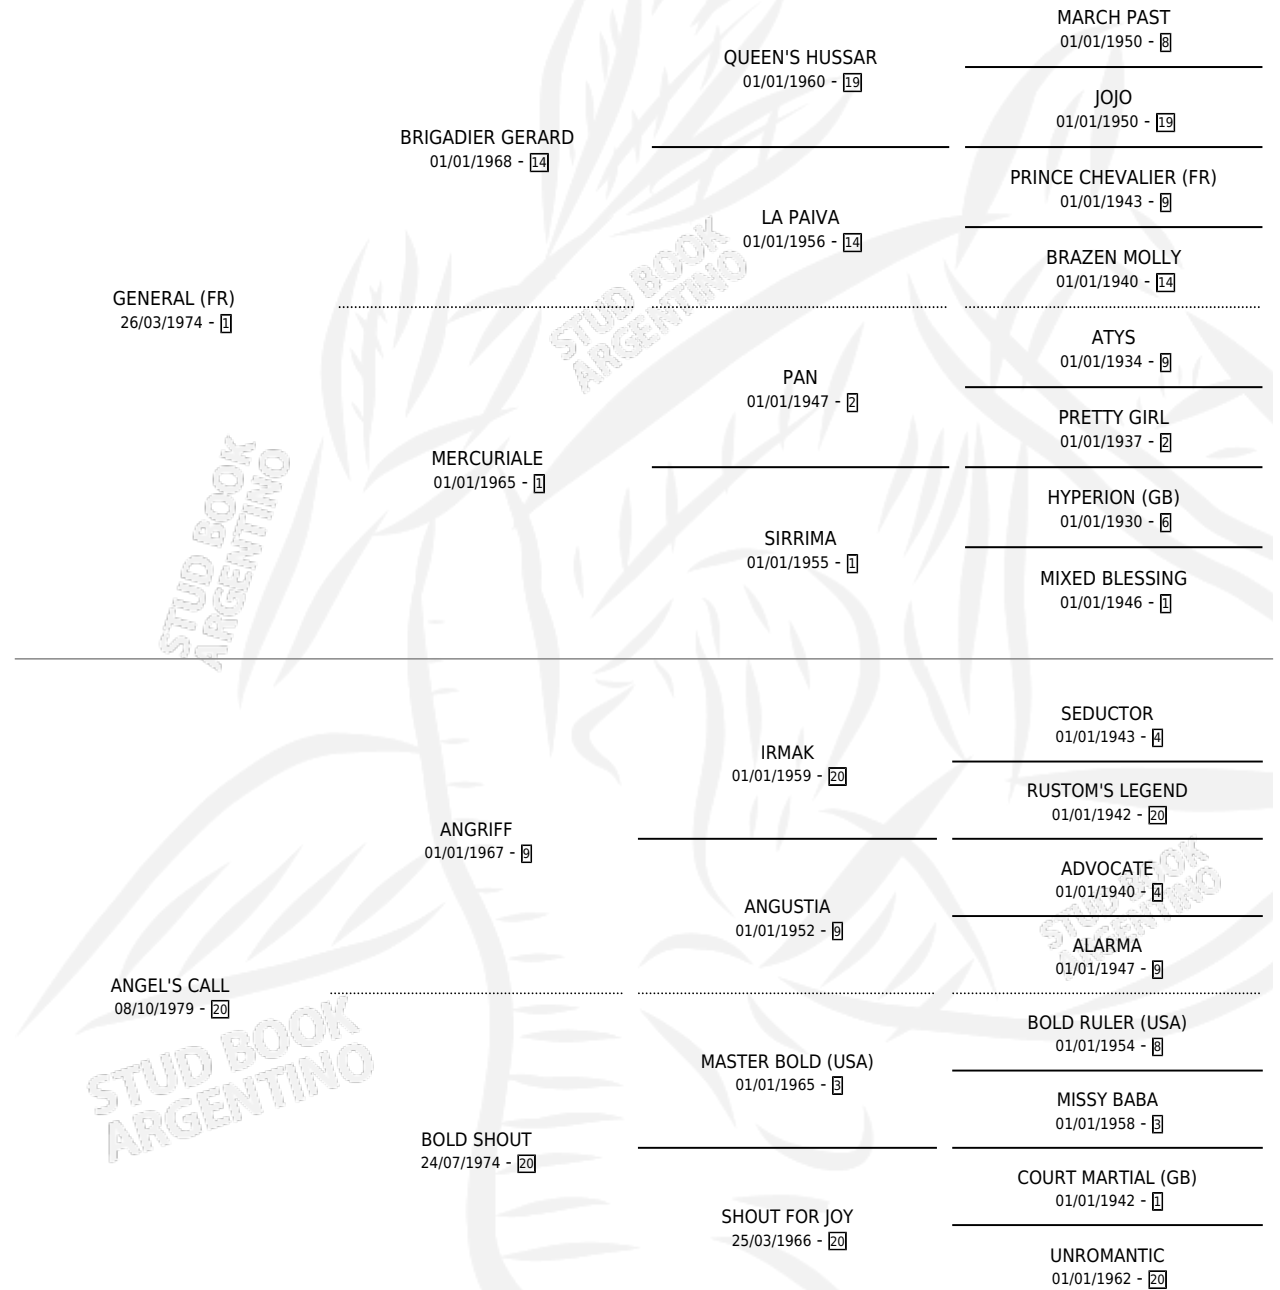 MARCH PAST
01/01/1950 - 8
QUEEN'S HUSSAR
01/01/1960 - 19
JOJO
01/01/1950 - 19
BRIGADIER GERARD
01/01/1968 - 14
PRINCE CHEVALIER (FR)
01/01/1943 - 9
LA PAIVA
01/01/1956 - 14
BRAZEN MOLLY
01/01/1940 - 14
GENERAL (FR)
26/03/1974 - 1
STUD BOOK
ARGENTINO
ATYS
01/01/1934 - 9
PAN
01/01/1947 - 2
PRETTY GIRL
01/01/1937 - 2
MERCURIALE
01/01/1965 - 1
HYPERION (GB)
01/01/1930 - 6
SIRRIMA
01/01/1955 - 1
MIXED BLESSING
01/01/1946 - 1
STUD BOOK
ARGENTINO
SEDUCTOR
01/01/1943 - 4
IRMAK
01/01/1959 - 20
RUSTOM'S LEGEND
01/01/1942 - 20
ANGRIFF
01/01/1967 - 9
ADVOCATE
01/01/1940 - 4
ANGUSTIA
01/01/1952 - 9
ALARMA
01/01/1947 - 9
STUD BOOK
ARGENTINO
ANGEL'S CALL
08/10/1979 - 20
BOLD RULER (USA)
01/01/1954 - 8
MASTER BOLD (USA)
01/01/1965 - 3
MISSY BABA
01/01/1958 - 3
STUD BOOK
ARGENTINO
BOLD SHOUT
24/07/1974 - 20
COURT MARTIAL (GB)
01/01/1942 - 1
SHOUT FOR JOY
25/03/1966 - 20
UNROMANTIC
01/01/1962 - 20